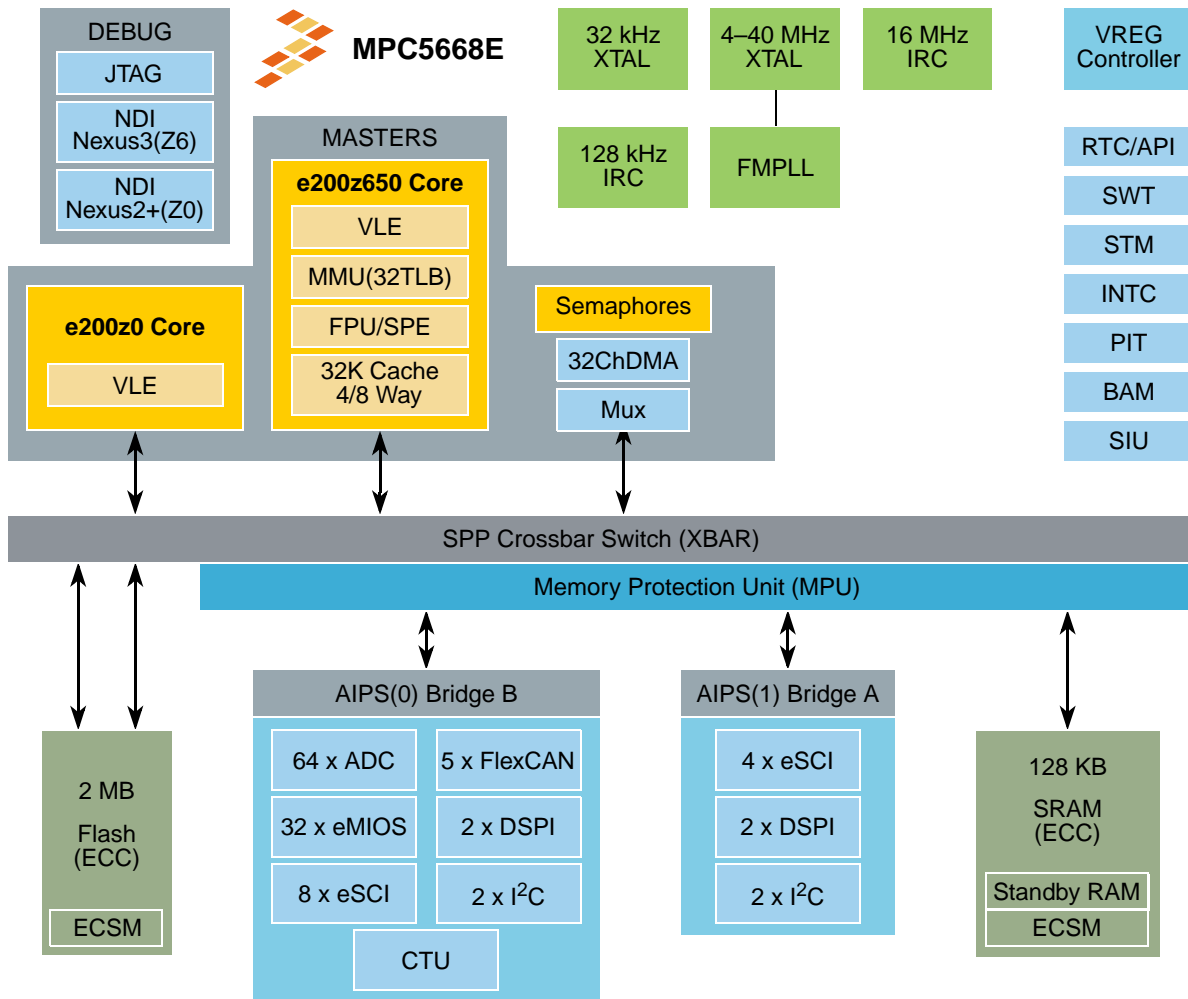 DEBUG
JTAG
NDI
Nexus3(Z6)
NDI
Nexus2+(Z0)
MPC5668E
32 kHz
XTAL
4–40 MHz
XTAL
16 MHz
IRC
128 kHz
IRC
FMPLL
VREG
Controller
RTC/API
SWT
STM
INTC
PIT
BAM
SIU
MASTERS
e200z0 Core
VLE
e200z650 Core
VLE
MMU(32TLB)
FPU/SPE
32K Cache
4/8 Way
Semaphores
32ChDMA
Mux
SPP Crossbar Switch (XBAR)
Memory Protection Unit (MPU)
2 MB
Flash
(ECC)
ECSM
AIPS(0) Bridge B
64 x ADC
5 x FlexCAN
32 x eMIOS
2 x DSPI
8 x eSCI
2 x I²C
CTU
AIPS(1) Bridge A
4 x eSCI
2 x DSPI
2 x I²C
128 KB
SRAM
(ECC)
Standby RAM
ECSM